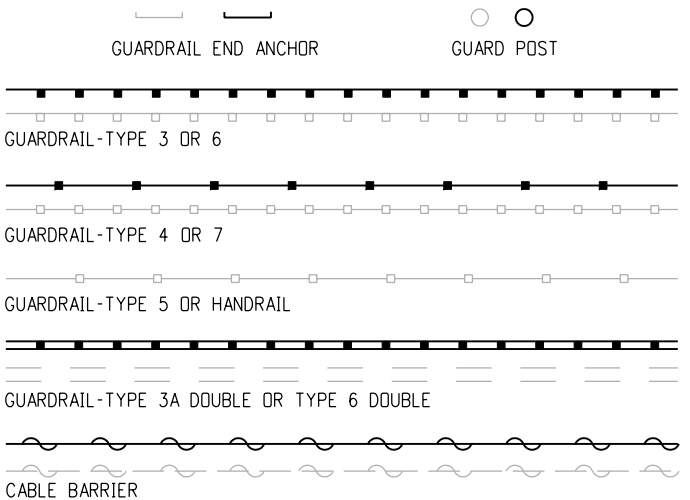 GUARDRAIL END ANCHOR
GUARD POST
GUARDRAIL-TYPE 3 OR 6
GUARDRAIL-TYPE 4 OR 7
GUARDRAIL-TYPE 5 OR HANDRAIL
GUARDRAIL-TYPE 3A DOUBLE OR TYPE 6 DOUBLE
CABLE BARRIER